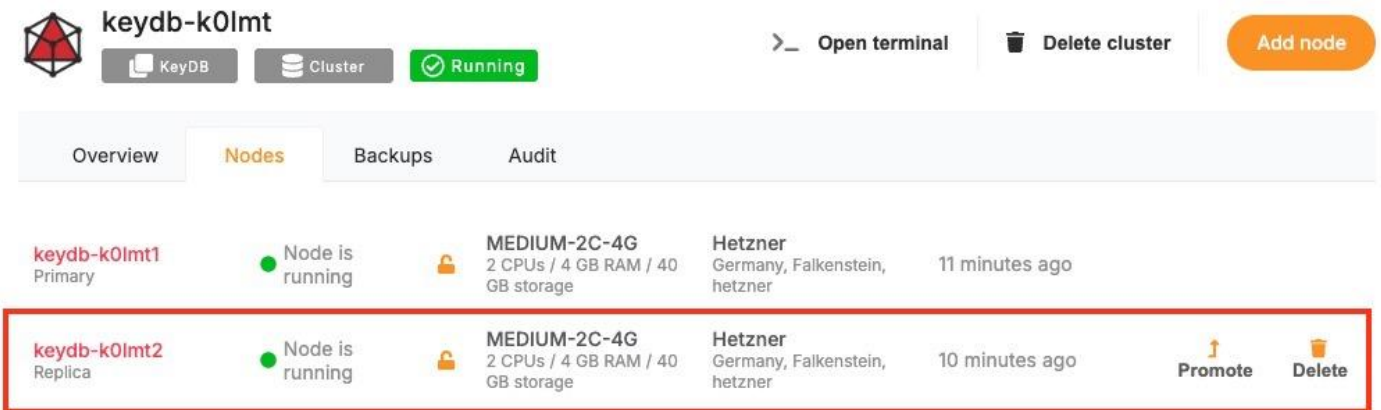 keydb-k0lmt
KeyDB
Cluster
Running
>_ Open terminal
Delete cluster
Add node
Overview
Nodes
Backups
Audit
keydb-k0lmt1
Primary
Node is
running
MEDIUM-2C-4G
2 CPUs / 4 GB RAM / 40
GB storage
Hetzner
Germany, Falkenstein,
hetzner
11 minutes ago
keydb-k0lmt2
Replica
Node is
running
MEDIUM-2C-4G
2 CPUs / 4 GB RAM / 40
GB storage
Hetzner
Germany, Falkenstein,
hetzner
10 minutes ago
Promote
Delete